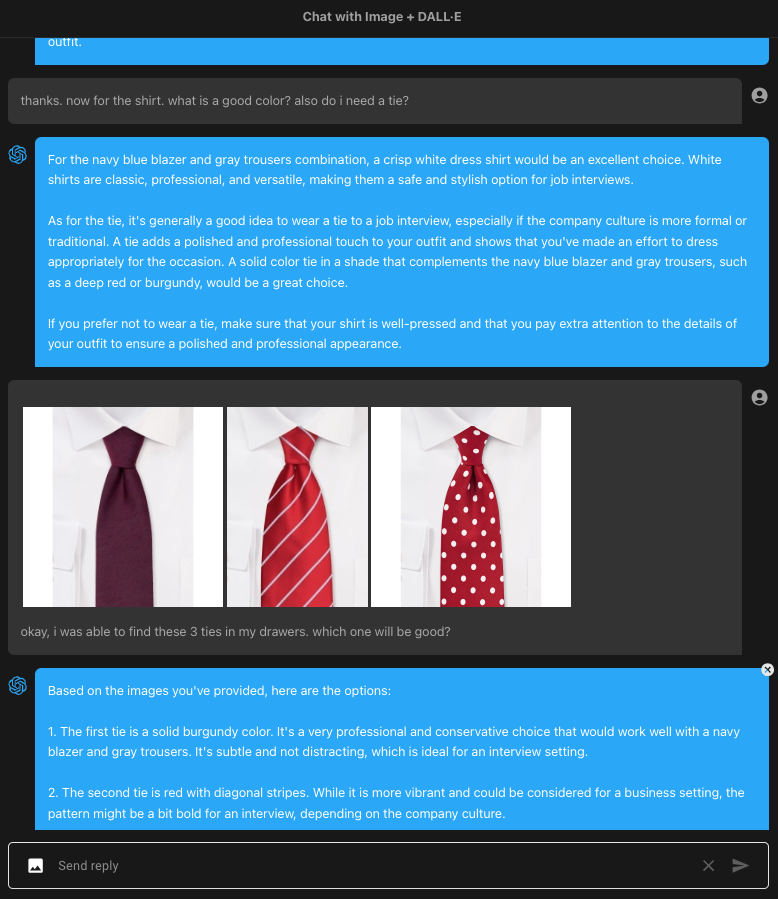 Chat with Image + DALL·E
outfit.
thanks. now for the shirt. what is a good color? also do i need a tie?
For the navy blue blazer and gray trousers combination, a crisp white dress shirt would be an excellent choice. White
shirts are classic, professional, and versatile, making them a safe and stylish option for job interviews.
As for the tie, it's generally a good idea to wear a tie to a job interview, especially if the company culture is more formal or
traditional. A tie adds a polished and professional touch to your outfit and shows that you've made an effort to dress
appropriately for the occasion. A solid color tie in a shade that complements the navy blue blazer and gray trousers, such
as a deep red or burgundy, would be a great choice.
If you prefer not to wear a tie, make sure that your shirt is well-pressed and that you pay extra attention to the details of
your outfit to ensure a polished and professional appearance.
okay, i was able to find these 3 ties in my drawers. which one will be good?
Based on the images you've provided, here are the options:
1. The first tie is a solid burgundy color. It's a very professional and conservative choice that would work well with a navy
blazer and gray trousers. It's subtle and not distracting, which is ideal for an interview setting.
2. The second tie is red with diagonal stripes. While it is more vibrant and could be considered for a business setting, the
pattern might be a bit bold for an interview, depending on the company culture.
Send reply